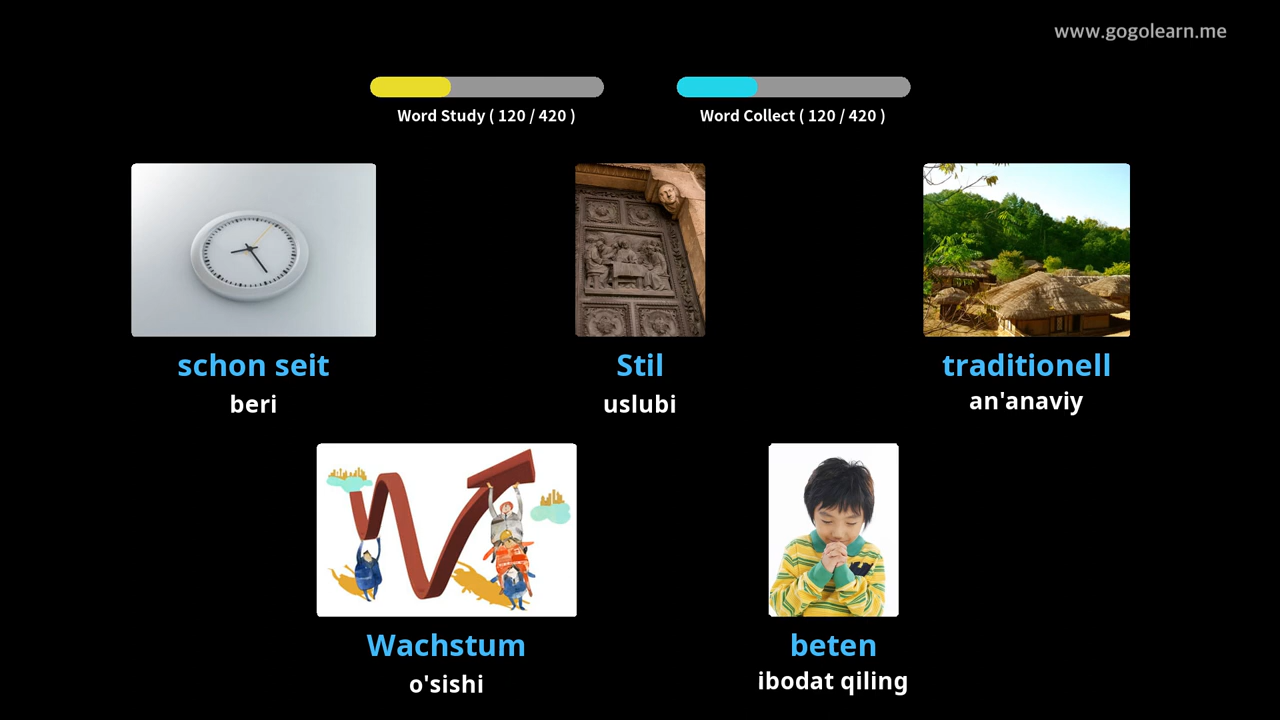 www.gogolearn.me
Word Study ( 120 / 420 )
Word Collect ( 120 / 420 )
schon seit
beri
Stil
uslubi
traditionell
an'anaviy
Wachstum
o'sishi
beten
ibodat qiling